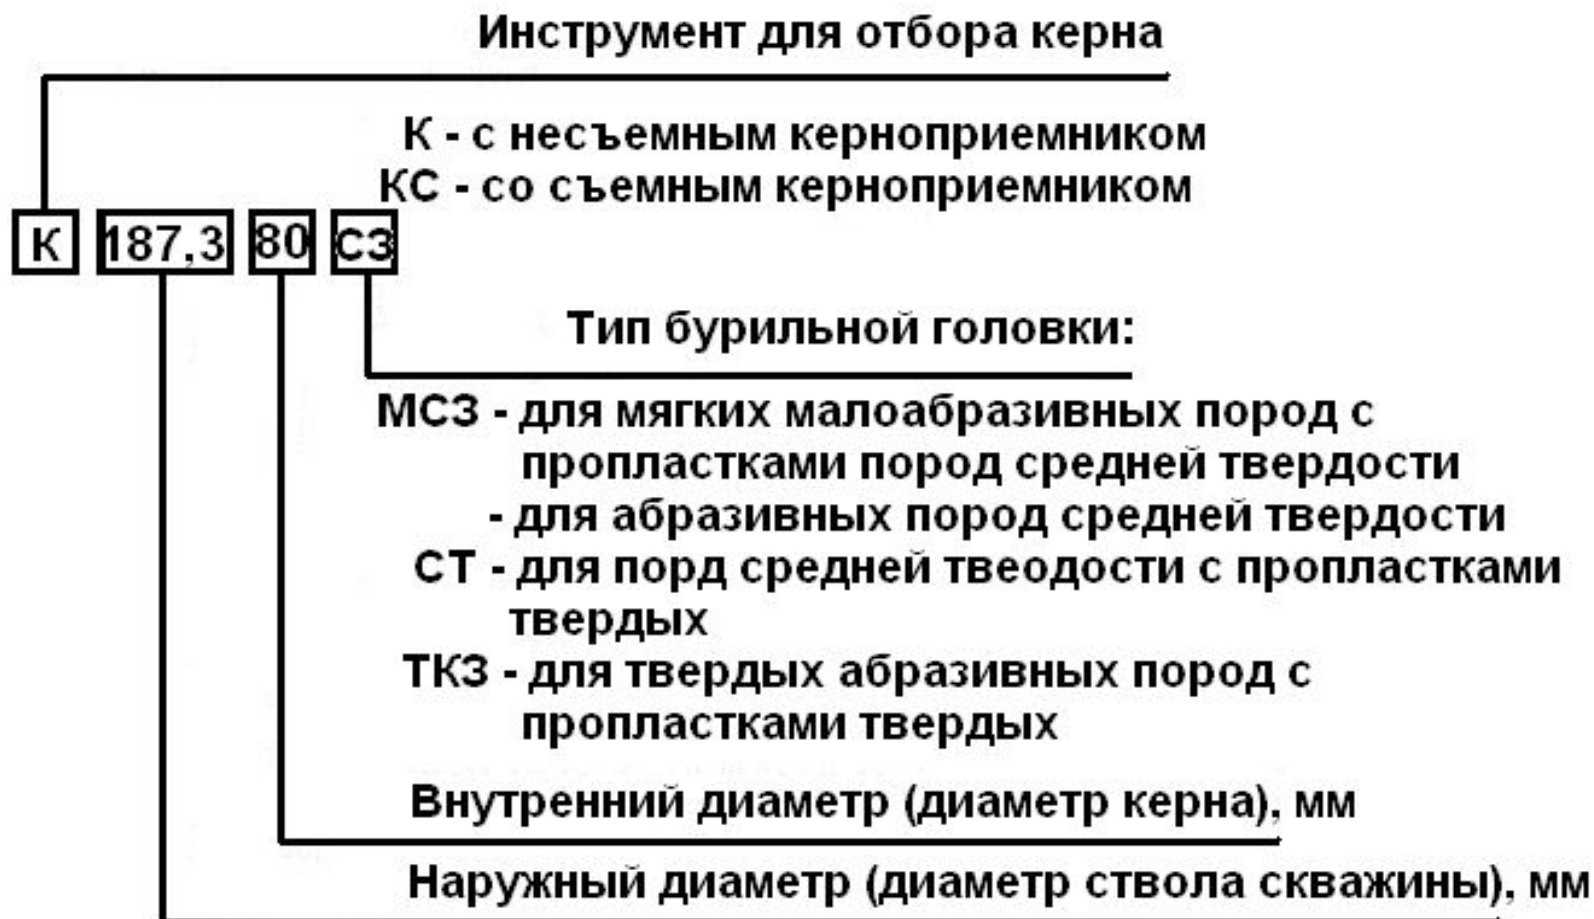 Инструмент для отбора керна
К - с несъемным керноприемником
КС - со съемным керноприемником
К 187,3 80 СЗ
Тип бурильной головки:
МСЗ - для мягких малоабразивных пород с
пропластками пород средней твердости
- для абразивных пород средней твердости
СТ - для порд средней твеодости с пропластками
твердых
ТКЗ - для твердых абразивных пород с
пропластками твердых
Внутренний диаметр (диаметр керна), мм
Наружный диаметр (диаметр ствола скважины), мм